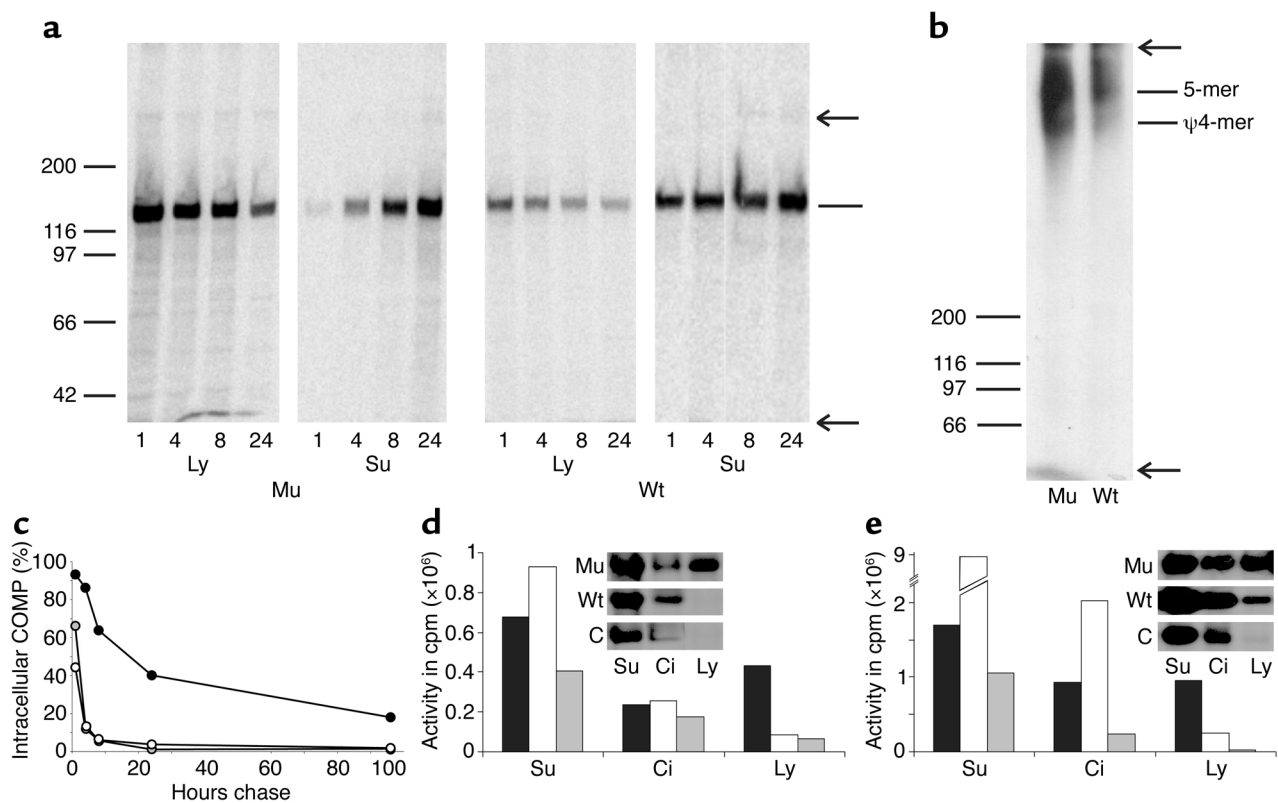 a
200
116
97
66
42
1 4 8 24
Ly
1 4 8 24
Su
Mu
1 4 8 24
Ly
1 4 8 24
Su
Wt
b
5-mer
ψ4-mer
200
116
97
66
Mu Wt
c
Intracellular COMP (%)
100
80
60
40
20
0
0 20 40 60 80 100
Hours chase
d
Activity in cpm (×10⁶)
1
0.8
0.6
0.4
0.2
0
Mu
Wt
C
Su Ci Ly
Su Ci Ly
e
Activity in cpm (×10⁶)
9
2
1
0
Mu
Wt
C
Su Ci Ly
Su Ci Ly